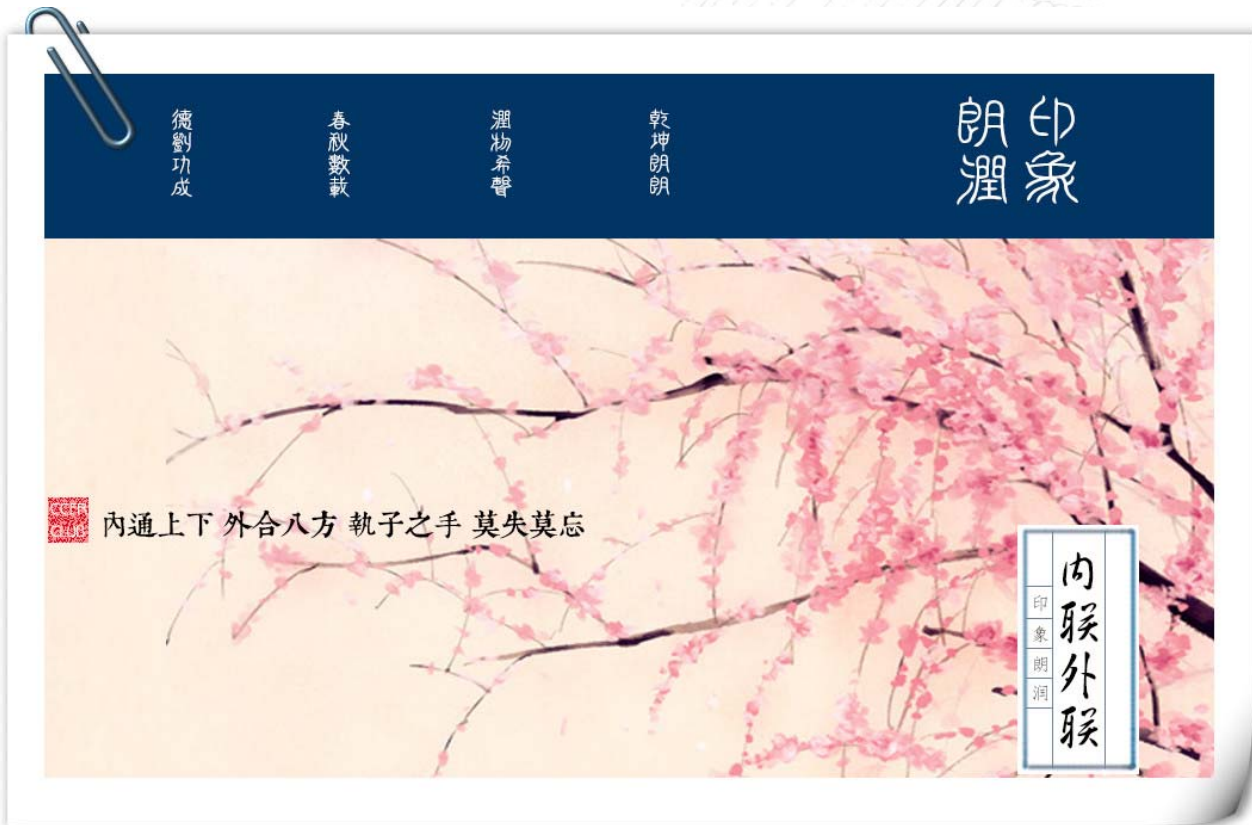 印象
朗潤
乾坤朗朗
潤物希聲
春秋數載
德劉功成
內通上下 外合八方 執子之手 莫失莫忘
内联外联
印象朗润